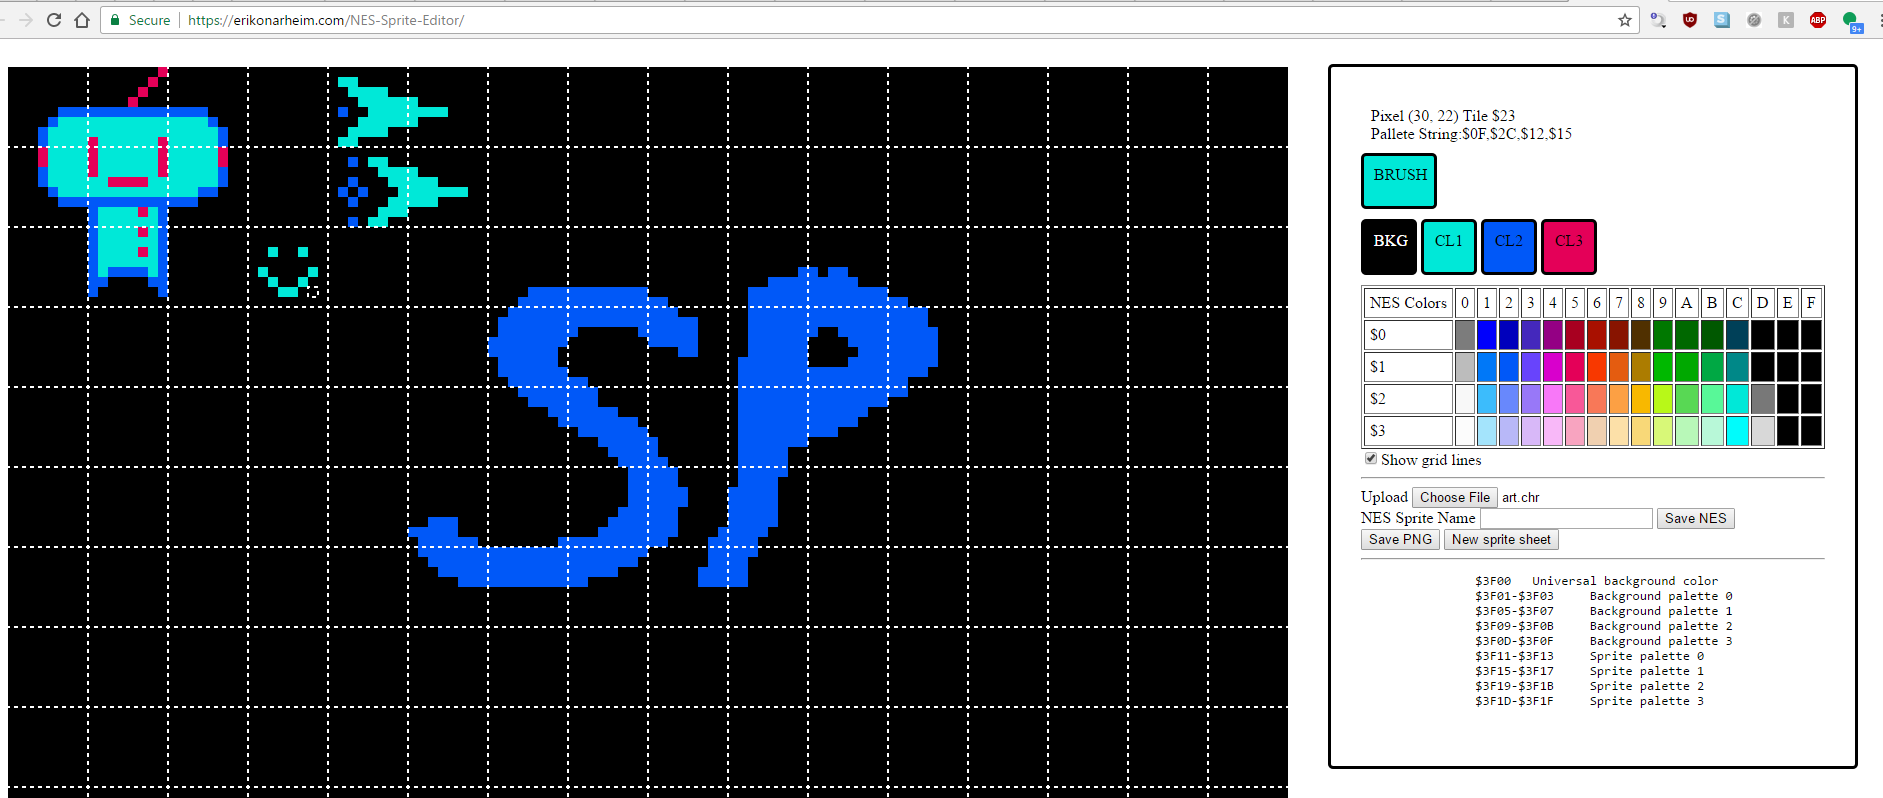 Secure https://erikonarheim.com/NES-Sprite-Editor/
UD S K ABP 9+
SP
Pixel (30, 22) Tile $23
Pallete String:$0F,$2C,$12,$15
BRUSH
BKG CL1 CL2 CL3
NES Colors 0 1 2 3 4 5 6 7 8 9 A B C D E F
$0
$1
$2
$3
Show grid lines
Upload Choose File art.chr
NES Sprite Name Save NES
Save PNG New sprite sheet
$3F00 Universal background color
$3F01-$3F03 Background palette 0
$3F05-$3F07 Background palette 1
$3F09-$3F0B Background palette 2
$3F0D-$3F0F Background palette 3
$3F11-$3F13 Sprite palette 0
$3F15-$3F17 Sprite palette 1
$3F19-$3F1B Sprite palette 2
$3F1D-$3F1F Sprite palette 3